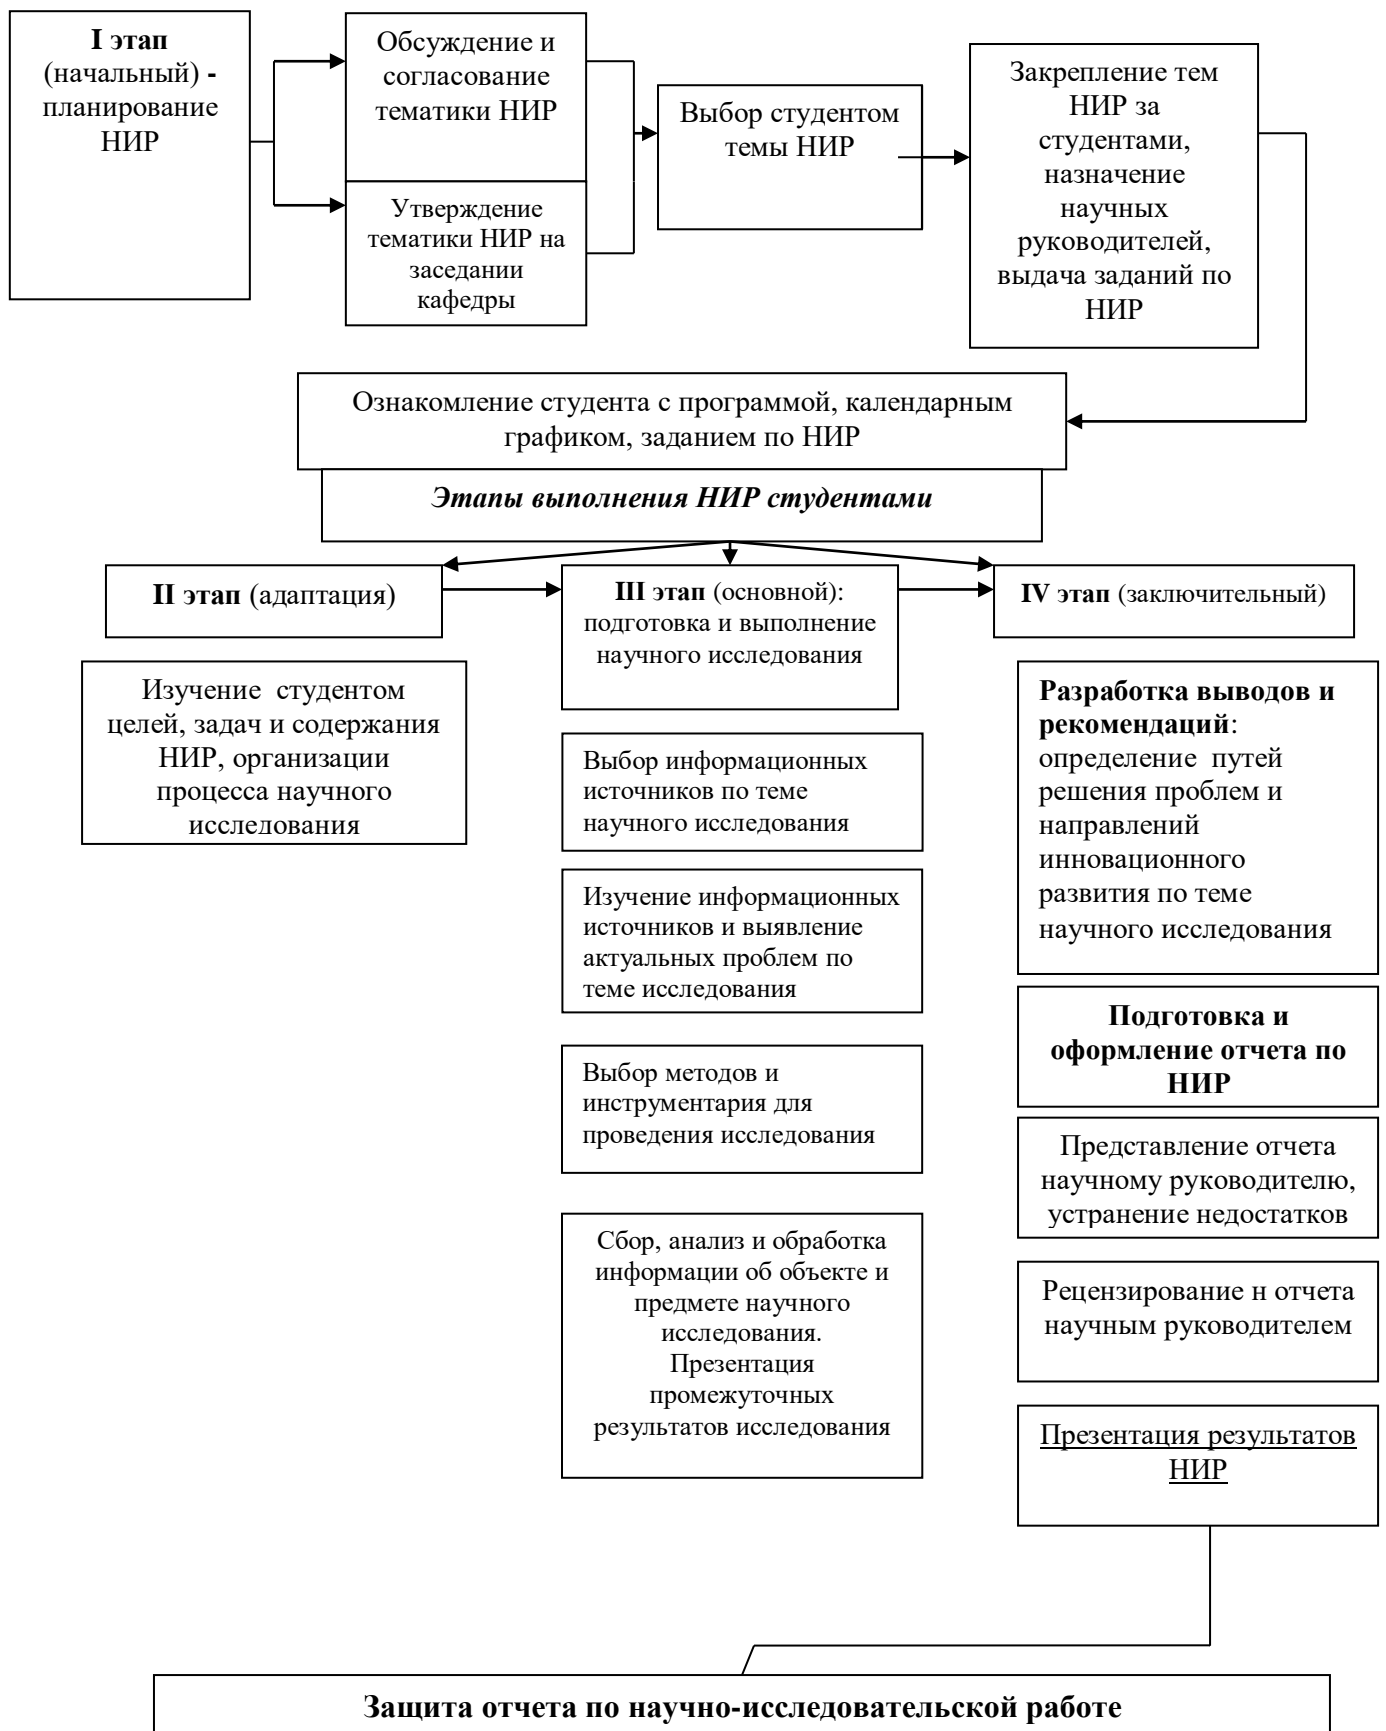 I этап
(начальный) -
планирование
НИР
Обсуждение и
согласование
тематики НИР
Утверждение
тематики НИР на
заседании
кафедры
Выбор студентом
темы НИР
Закрепление тем
НИР за
студентами,
назначение
научных
руководителей,
выдача заданий по
НИР
Ознакомление студента с программой, календарным
графиком, заданием по НИР
Этапы выполнения НИР студентами
II этап (адаптация)
Изучение студентом
целей, задач и содержания
НИР, организации
процесса научного
исследования
III этап (основной):
подготовка и выполнение
научного исследования
Выбор информационных
источников по теме
научного исследования
Изучение информационных
источников и выявление
актуальных проблем по
теме исследования
Выбор методов и
инструментария для
проведения исследования
Сбор, анализ и обработка
информации об объекте и
предмете научного
исследования.
Презентация
промежуточных
результатов исследования
IV этап (заключительный)
Разработка выводов и
рекомендаций:
определение путей
решения проблем и
направлений
инновационного
развития по теме
научного исследования
Подготовка и
оформление отчета по
НИР
Представление отчета
научному руководителю,
устранение недостатков
Рецензирование н отчета
научным руководителем
Презентация результатов
НИР
Защита отчета по научно-исследовательской работе